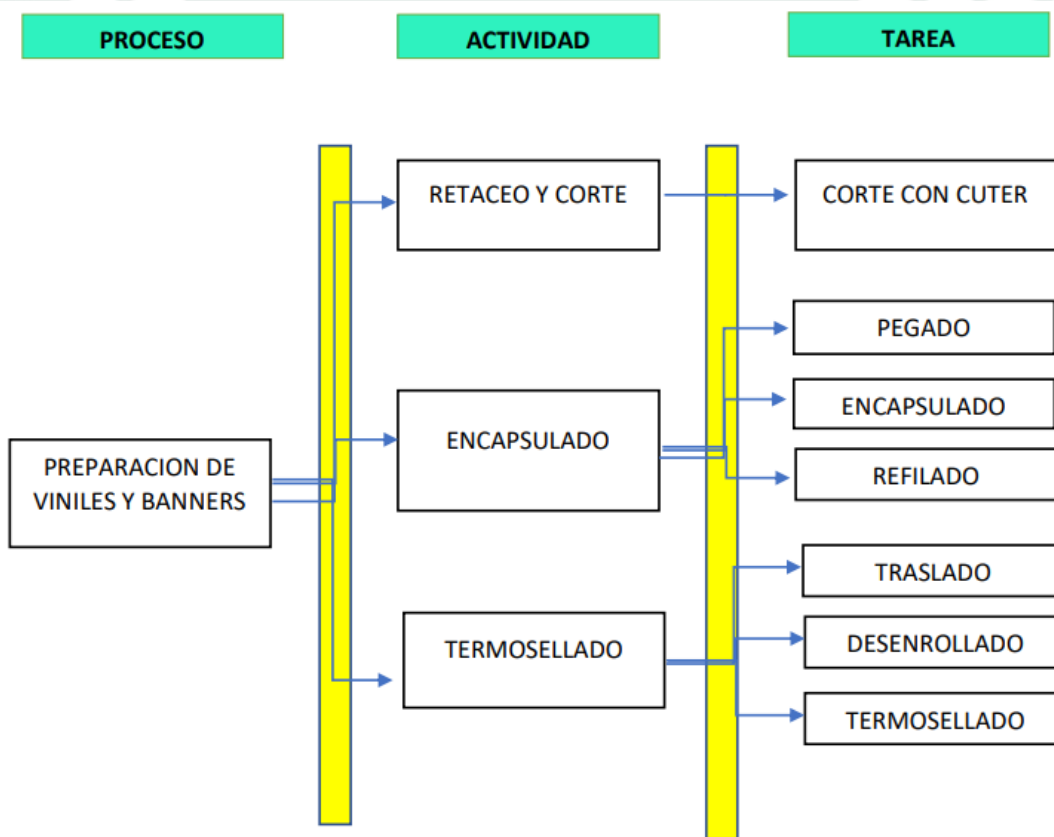 PROCESO
ACTIVIDAD
TAREA
RETACEO Y CORTE
CORTE CON CUTER
PEGADO
ENCAPSULADO
ENCAPSULADO
REFILADO
PREPARACION DE
VINILES Y BANNERS
TRASLADO
TERMOSELLADO
DESENROLLADO
TERMOSELLADO